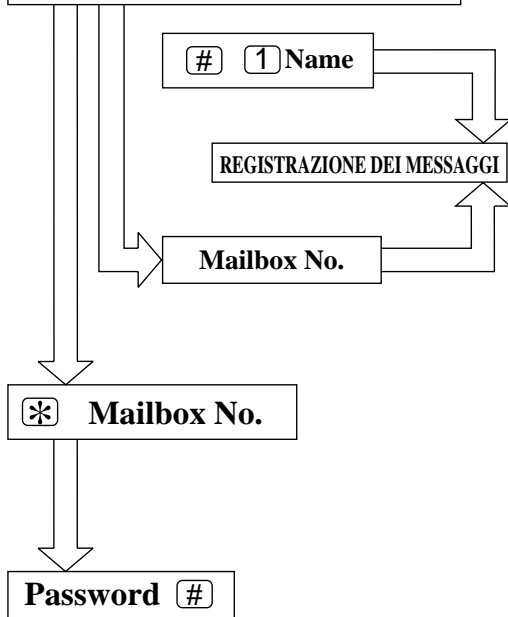 # 1 Name
REGISTRAZIONE DEI MESSAGGI
Mailbox No.
* Mailbox No.
Password #